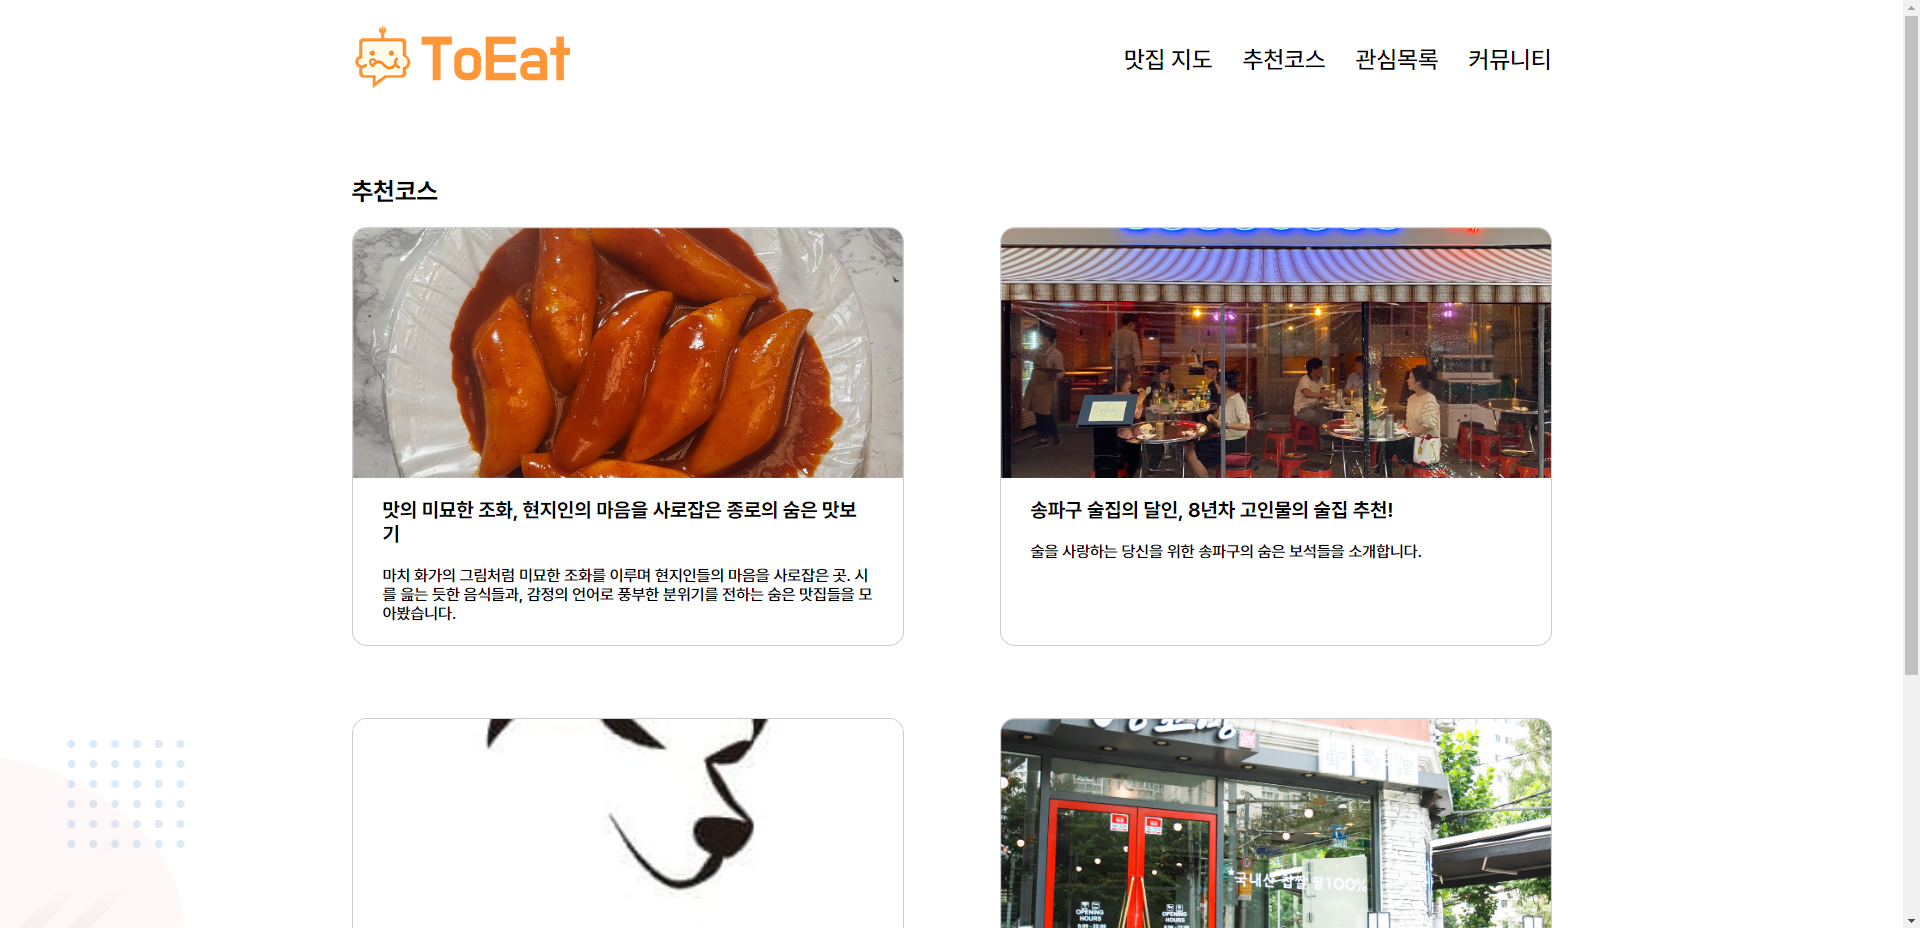 ToEat
맛집 지도 추천코스 관심목록 커뮤니티
추천코스
맛의 미묘한 조화, 현지인의 마음을 사로잡은 종로의 숨은 맛보
기
마치 화가의 그림처럼 미묘한 조화를 이루며 현지인들의 마음을 사로잡은 곳. 시
를 읊는 듯한 음식들과, 감정의 언어로 풍부한 분위기를 전하는 숨은 맛집들을 모
아봤습니다.
송파구 술집의 달인, 8년차 고인물의 술집 추천!
술을 사랑하는 당신을 위한 송파구의 숨은 보석들을 소개합니다.
국내산 찹쌀 팥100%
OPENING
HOURS
OPENING
HOURS